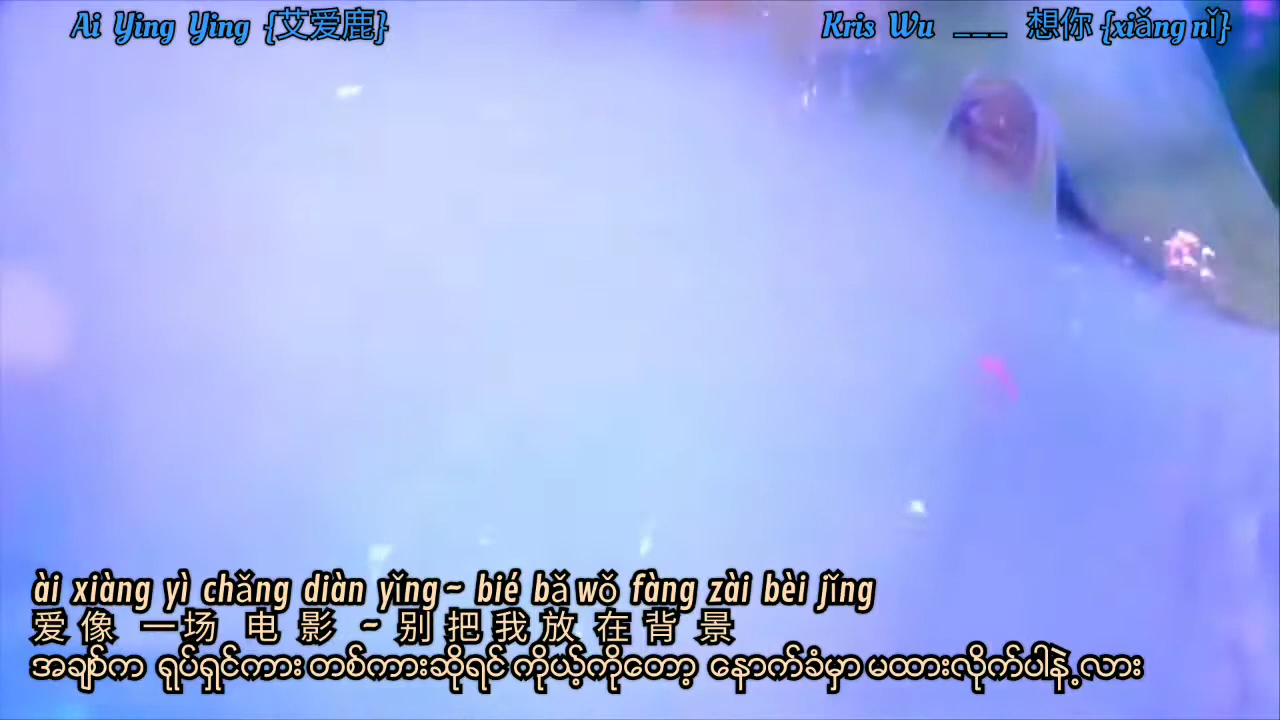 Ai Ying Ying {艾爱鹿}
Kris Wu ___ 想你 {xiǎng nǐ}
ài xiàng yì chǎng diàn yǐng~ bié bǎ wǒ fàng zài bèi jǐng
爱像 一场 电影 ~ 别把我放在背景
အချစ်က ရုပ်ရှင်ကားတစ်ကားဆိုရင် ကိုယ့်ကိုတော့ နောက်ခံမှာ မထားလိုက်ပါနဲ့လား